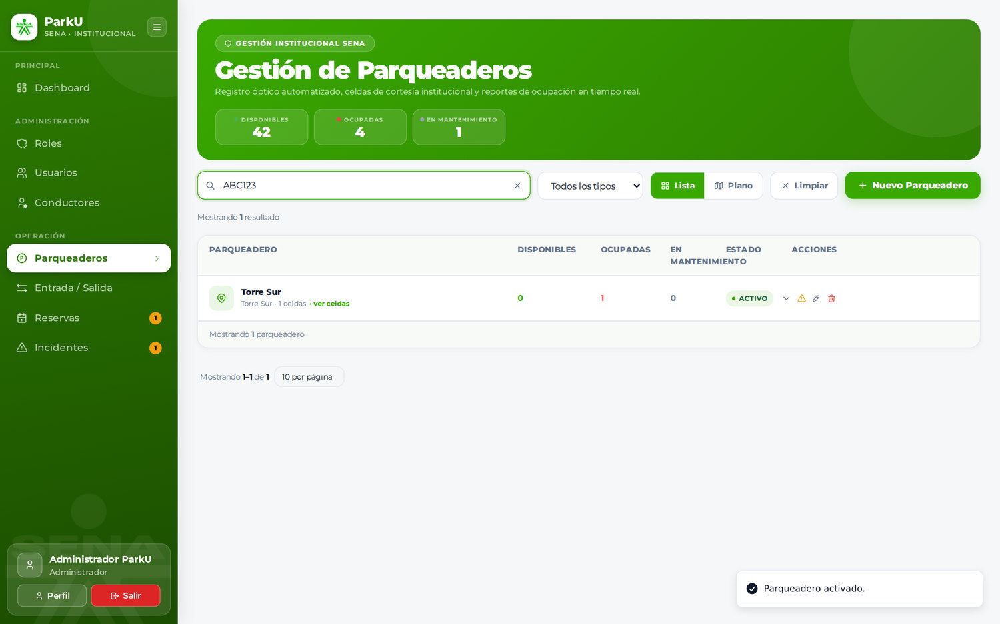 SENA
ParkU
SENA · INSTITUCIONAL
PRINCIPAL
Dashboard
ADMINISTRACIÓN
Roles
Usuarios
Conductores
OPERACIÓN
Parqueaderos
Entrada / Salida
Reservas
1
Incidentes
1
SENA
Administrador ParkU
Administrador
Perfil
Salir
GESTIÓN INSTITUCIONAL SENA
Gestión de Parqueaderos
Registro óptico automatizado, celdas de cortesía institucional y reportes de ocupación en tiempo real.
DISPONIBLES
42
OCUPADAS
4
EN MANTENIMIENTO
1
ABC123
Todos los tipos
Lista
Plano
Limpiar
Nuevo Parqueadero
Mostrando 1 resultado
PARQUEADERO
DISPONIBLES
OCUPADAS
EN
MANTENIMIENTO
ESTADO
ACCIONES
Torre Sur
Torre Sur · 1 celdas · ver celdas
0
1
0
ACTIVO
Mostrando 1 parqueadero
Mostrando 1–1 de 1
10 por página
Parqueadero activado.